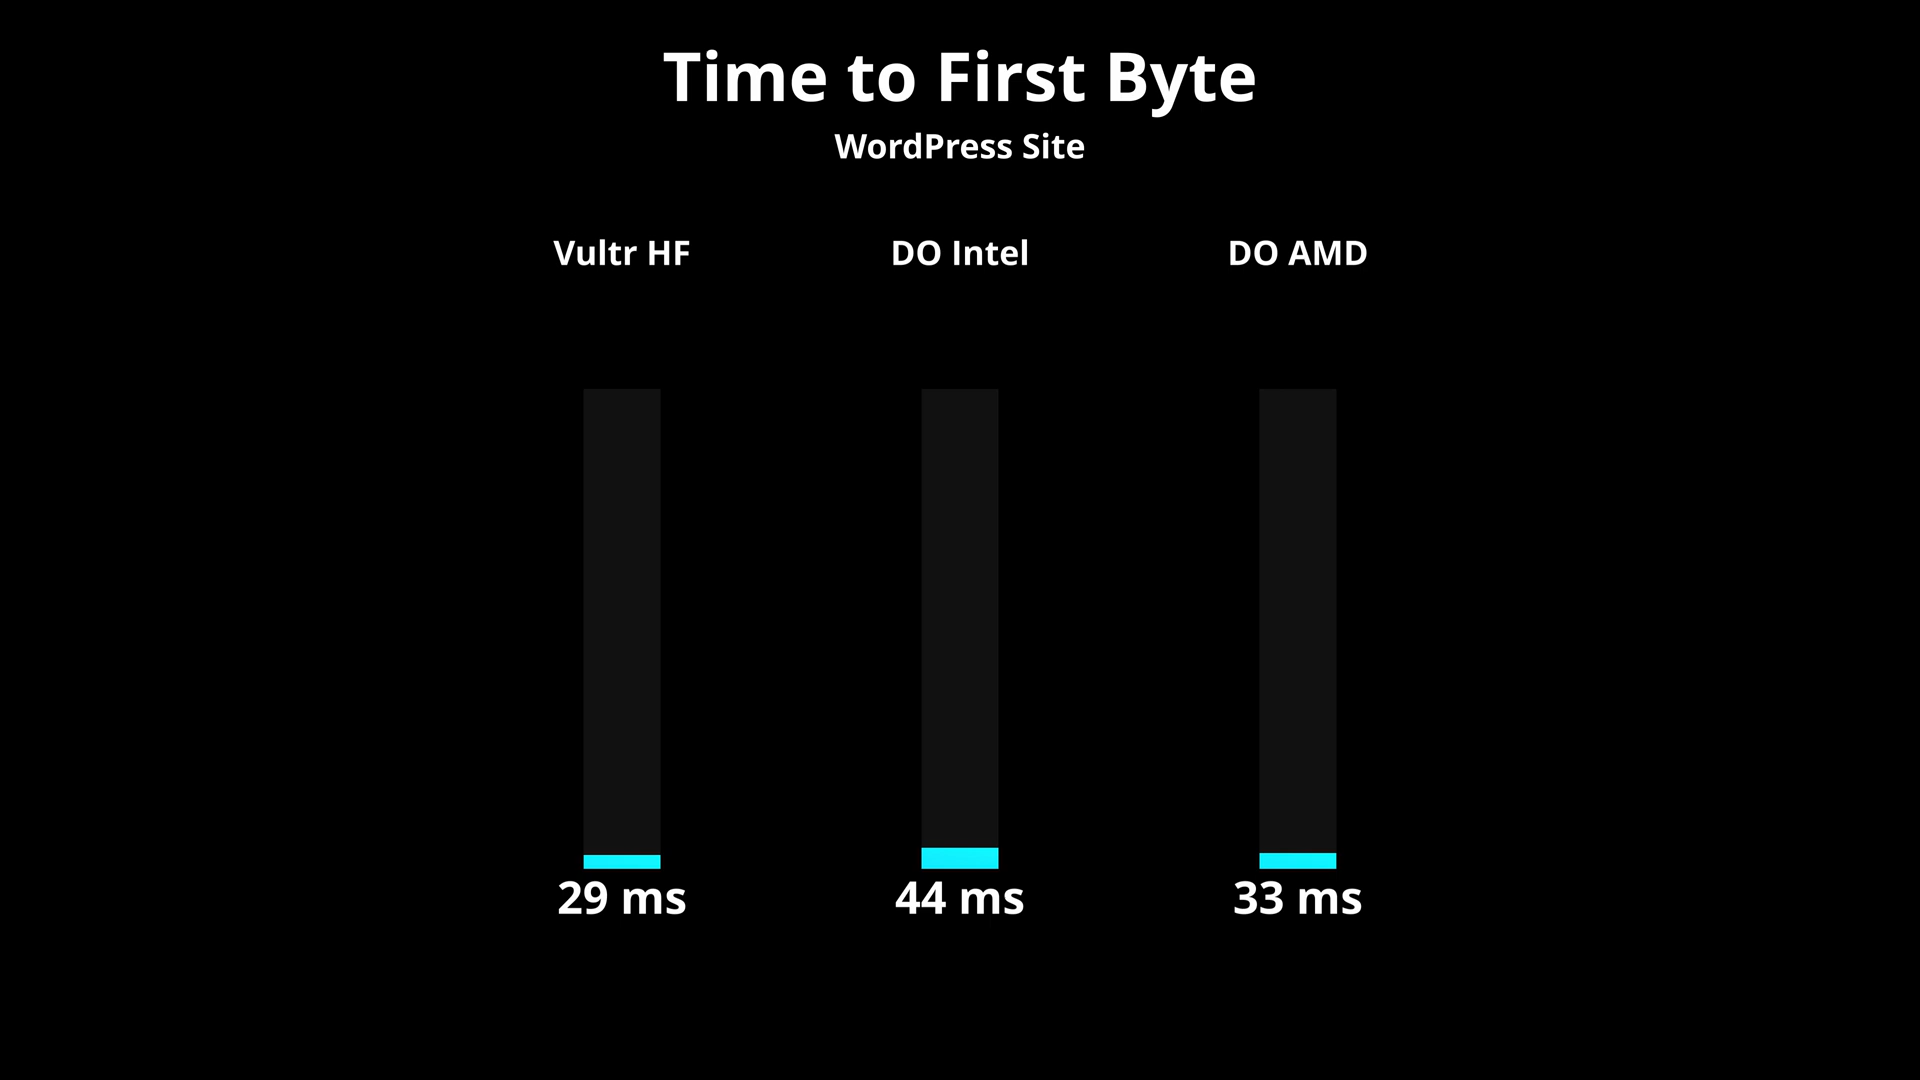 Time to First Byte
WordPress Site
Vultr HF
DO Intel
DO AMD
29 ms
44 ms
33 ms